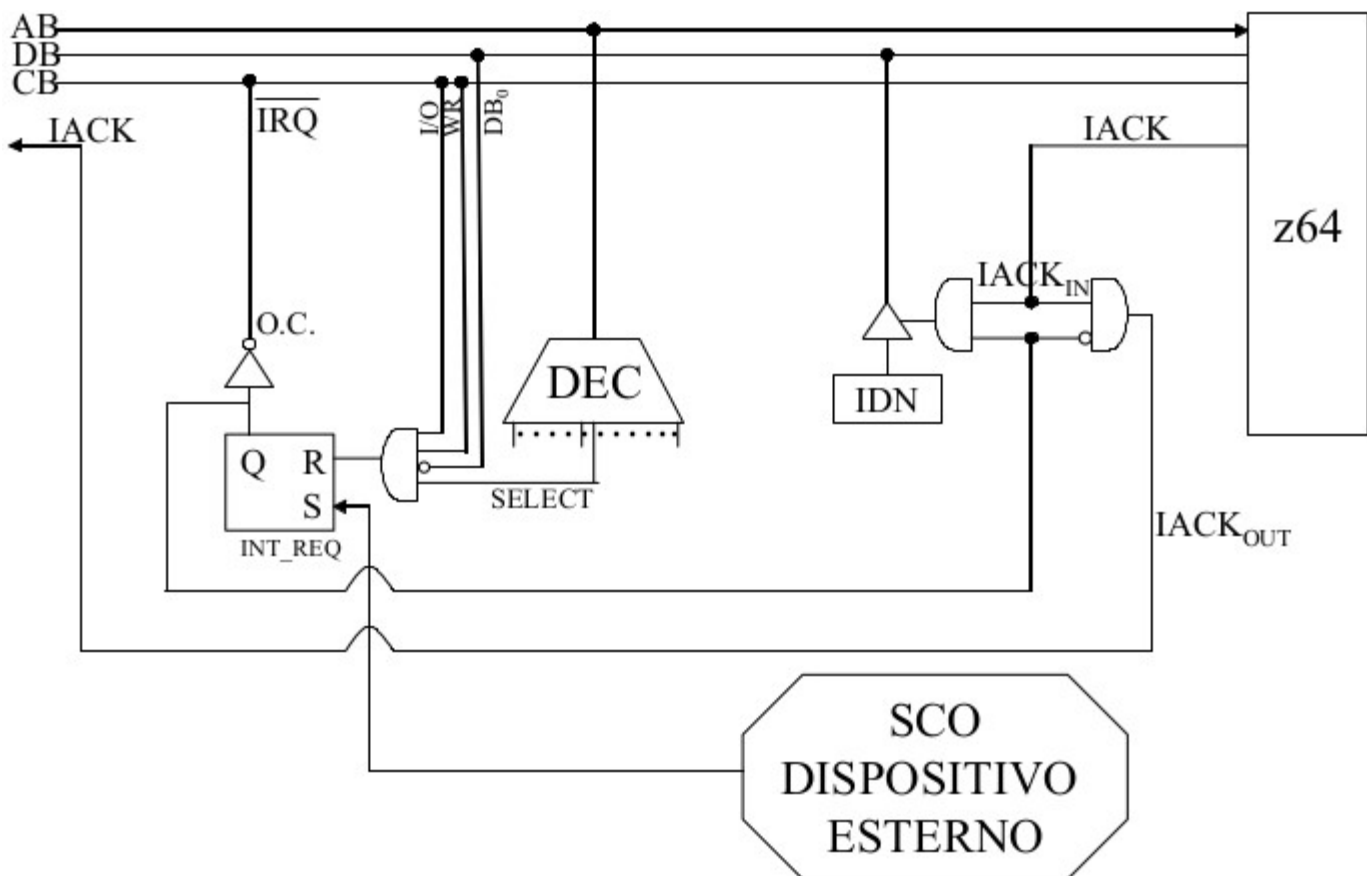 AB
DB
CB
IACK
IRQ
I/O
WR
DB0
IACK
z64
IACKIN
O.C.
DEC
IDN
Q R
S
SELECT
INT_REQ
IACKOUT
SCO
DISPOSITIVO
ESTERNO